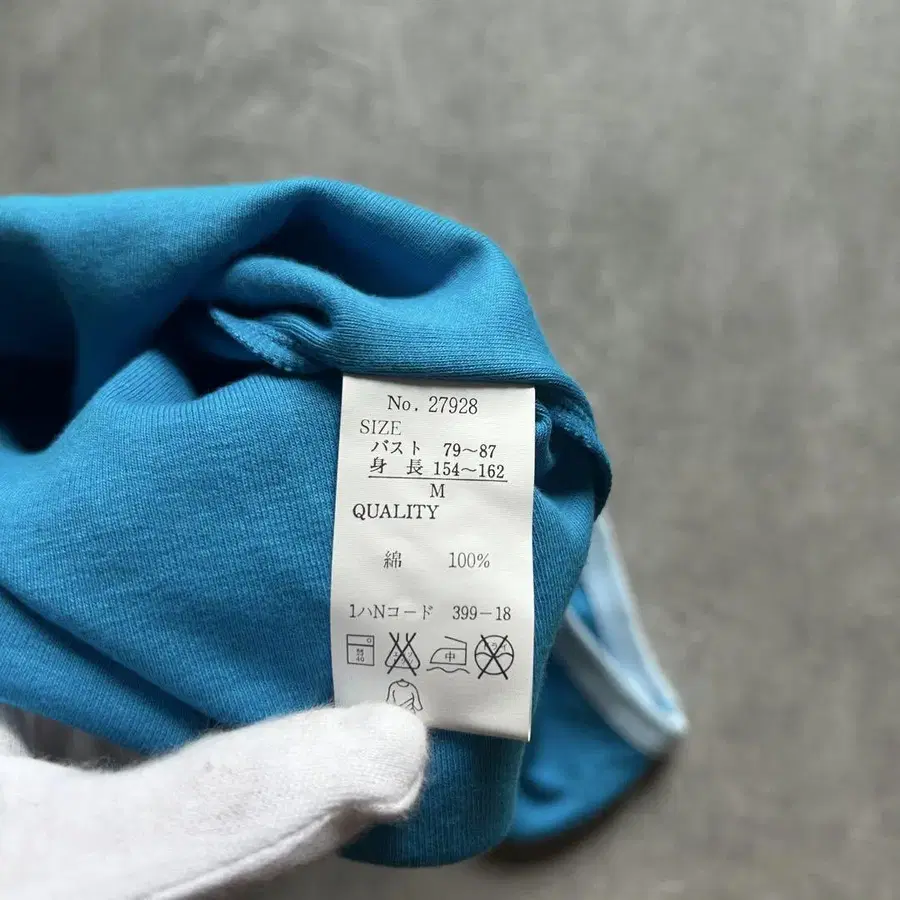 No. 27928
SIZE
バスト 79～87
身 長 154～162
M
QUALITY
綿 100%
1ハNコード 399-18
40
中